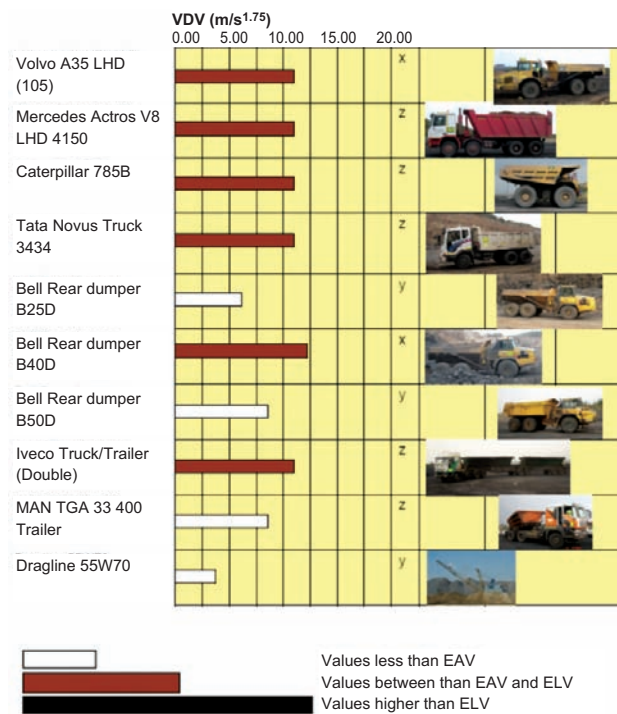 VDV (m/s1.75)
0.00 5.00 10.00 15.00 20.00
Volvo A35 LHD
(105)
x
Mercedes Actros V8
LHD 4150
z
Caterpillar 785B
z
Tata Novus Truck
3434
z
Bell Rear dumper
B25D
y
Bell Rear dumper
B40D
x
Bell Rear dumper
B50D
y
Iveco Truck/Trailer
(Double)
z
MAN TGA 33 400
Trailer
z
Dragline 55W70
y
Values less than EAV
Values between than EAV and ELV
Values higher than ELV